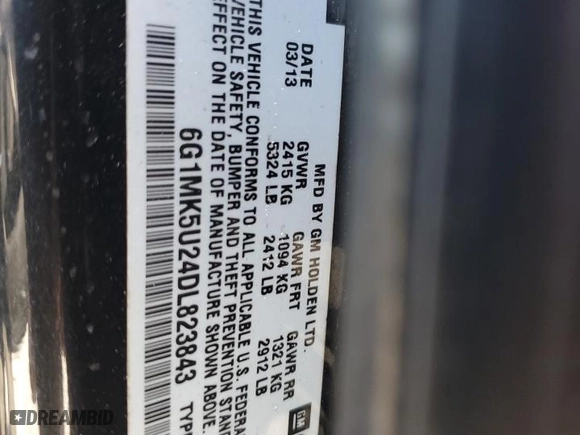 MFD BY GM HOLDEN LTD.
DATE GVWR GAWR FRT GAWR RR
03/13 2415 KG 1094 KG 1321 KG
5324 LB 2412 LB 2912 LB
THIS VEHICLE CONFORMS TO ALL APPLICABLE U.S. FEDERA
VEHICLE SAFETY, BUMPER AND THEFT PREVENTION STAN
EFFECT ON THE DATE OF MANUFACTURE SHOWN ABOVE.
6G1MK5U24DL823843 TYP
GM
DREAMBID